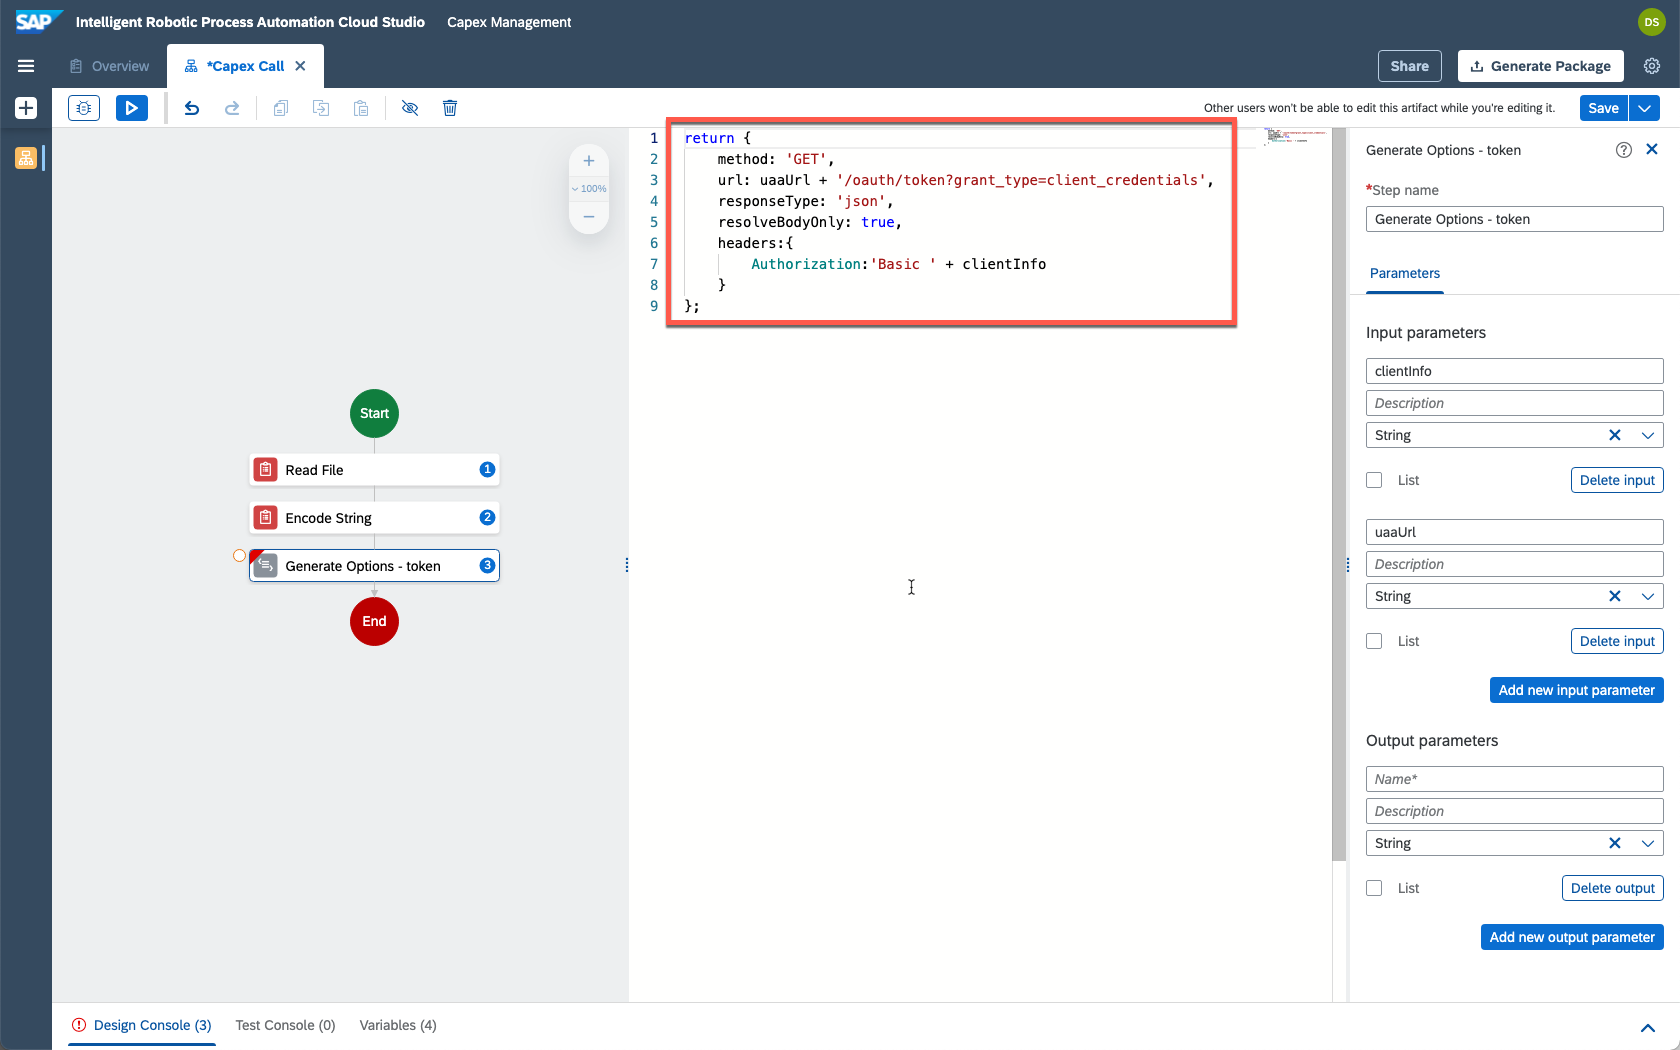 SAP Intelligent Robotic Process Automation Cloud Studio Capex Management DS
Overview *Capex Call Share Generate Package
Other users won't be able to edit this artifact while you're editing it. Save
100%
Start
Read File 1
Encode String 2
Generate Options - token 3
End
1 return {
2 method: 'GET',
3 url: uaaUrl + '/oauth/token?grant_type=client_credentials',
4 responseType: 'json',
5 resolveBodyOnly: true,
6 headers:{
7 Authorization:'Basic ' + clientInfo
8 }
9 };
Generate Options - token
*Step name
Generate Options - token
Parameters
Input parameters
clientInfo
Description
String
List Delete input
uaaUrl
Description
String
List Delete input
Add new input parameter
Output parameters
Name*
Description
String
List Delete output
Add new output parameter
Design Console (3) Test Console (0) Variables (4)